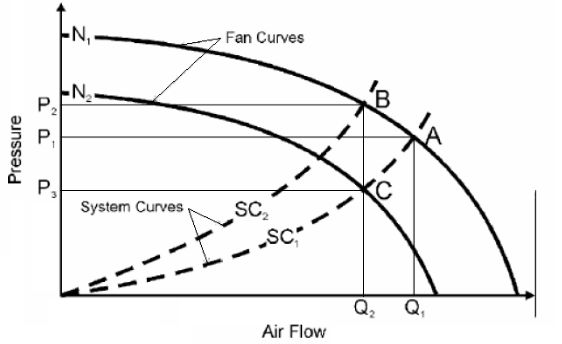 N1
Fan Curves
N2
P2
B
P1
A
Pressure
P3
C
System Curves
SC2
SC1
Q2
Q1
Air Flow